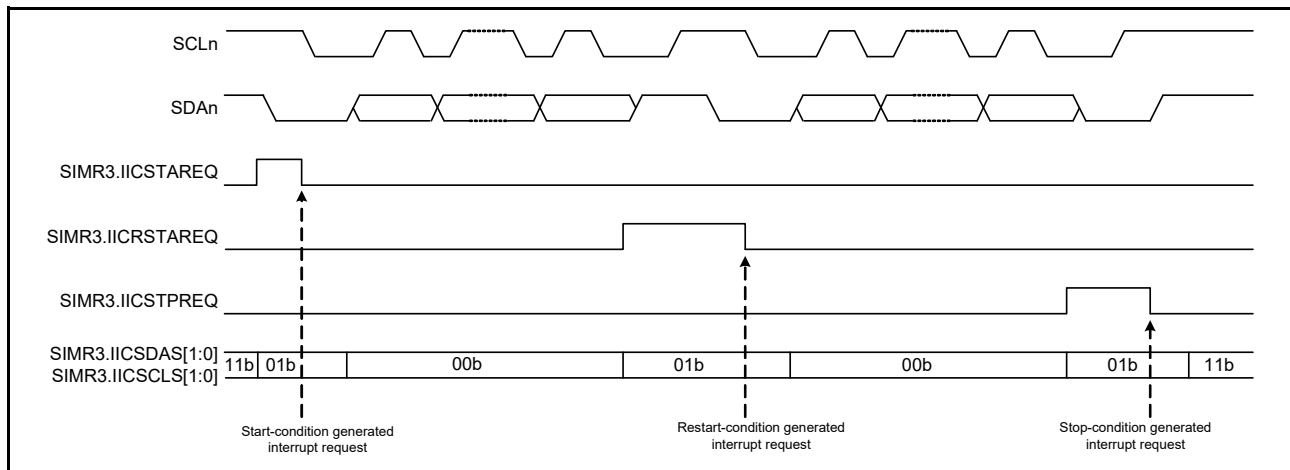 SCLn
SDAn
SIMR3.IICSTAREQ
SIMR3.IICRSTAREQ
SIMR3.IICSTPREQ
SIMR3.IICSDAS[1:0]
SIMR3.IICSCLS[1:0]
11b 01b 00b 01b 00b 01b 11b
Start-condition generated
interrupt request
Restart-condition generated
interrupt request
Stop-condition generated
interrupt request